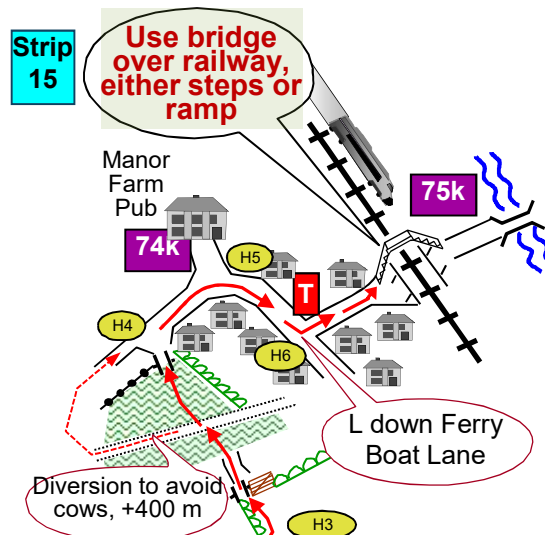 Strip
15
Use bridge
over railway,
either steps or
ramp
Manor
Farm
Pub
75k
74k
H5
T
H4
H6
L down Ferry
Boat Lane
Diversion to avoid
cows, +400 m
H3